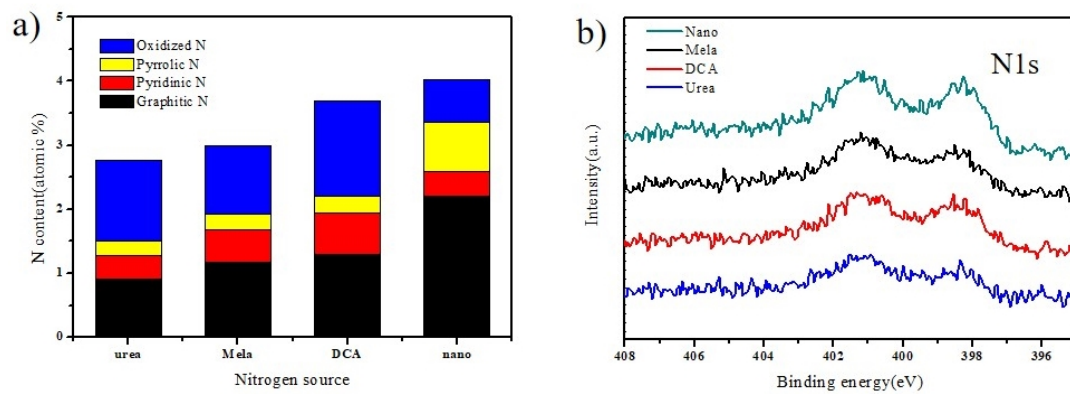 a)
Oxidized N
Pyrrolic N
Pyridinic N
Graphitic N
N content(atomic %)
5
4
3
2
1
0
urea Mela DCA nano
Nitrogen source
b)
Nano
Mela
DCA
Urea
N1s
Intensity(a.u.)
408 406 404 402 400 398 396
Binding energy(eV)